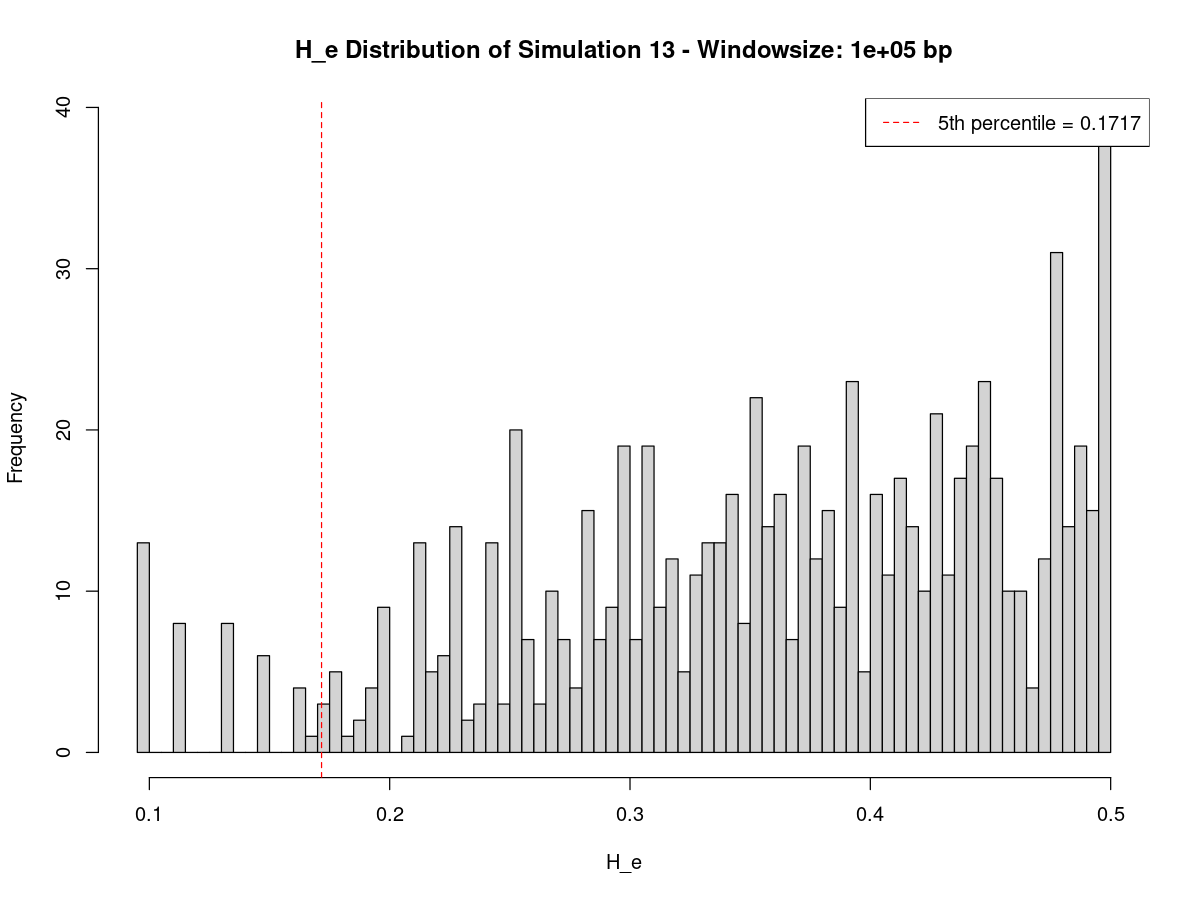 H_e Distribution of Simulation 13 - Windowsize: 1e+05 bp
5th percentile = 0.1717
Frequency
40
30
20
10
0
0.1 0.2 0.3 0.4 0.5
H_e